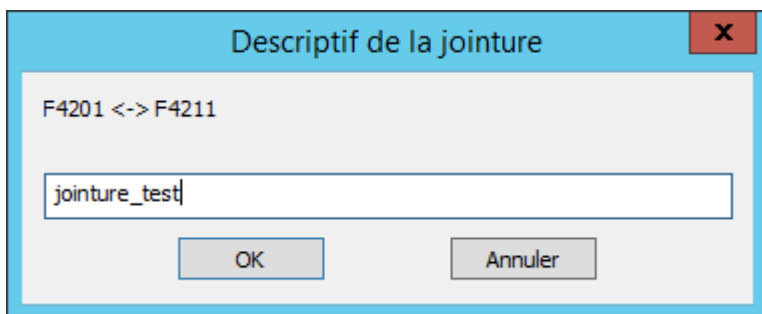 Descriptif de la jointure
x
F4201 <-> F4211
jointure_test
OK Annuler